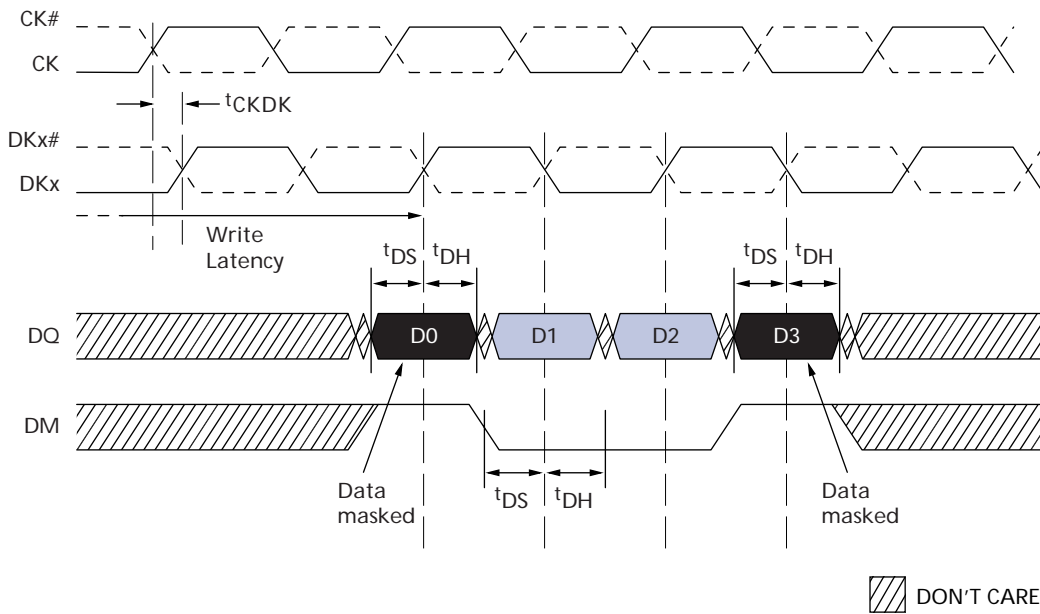 CK#
CK
tCKDK
DKx#
DKx
Write
Latency
tDS
tDH
tDS
tDH
DQ
D0
D1
D2
D3
DM
tDS
tDH
Data
masked
Data
masked
DON'T CARE